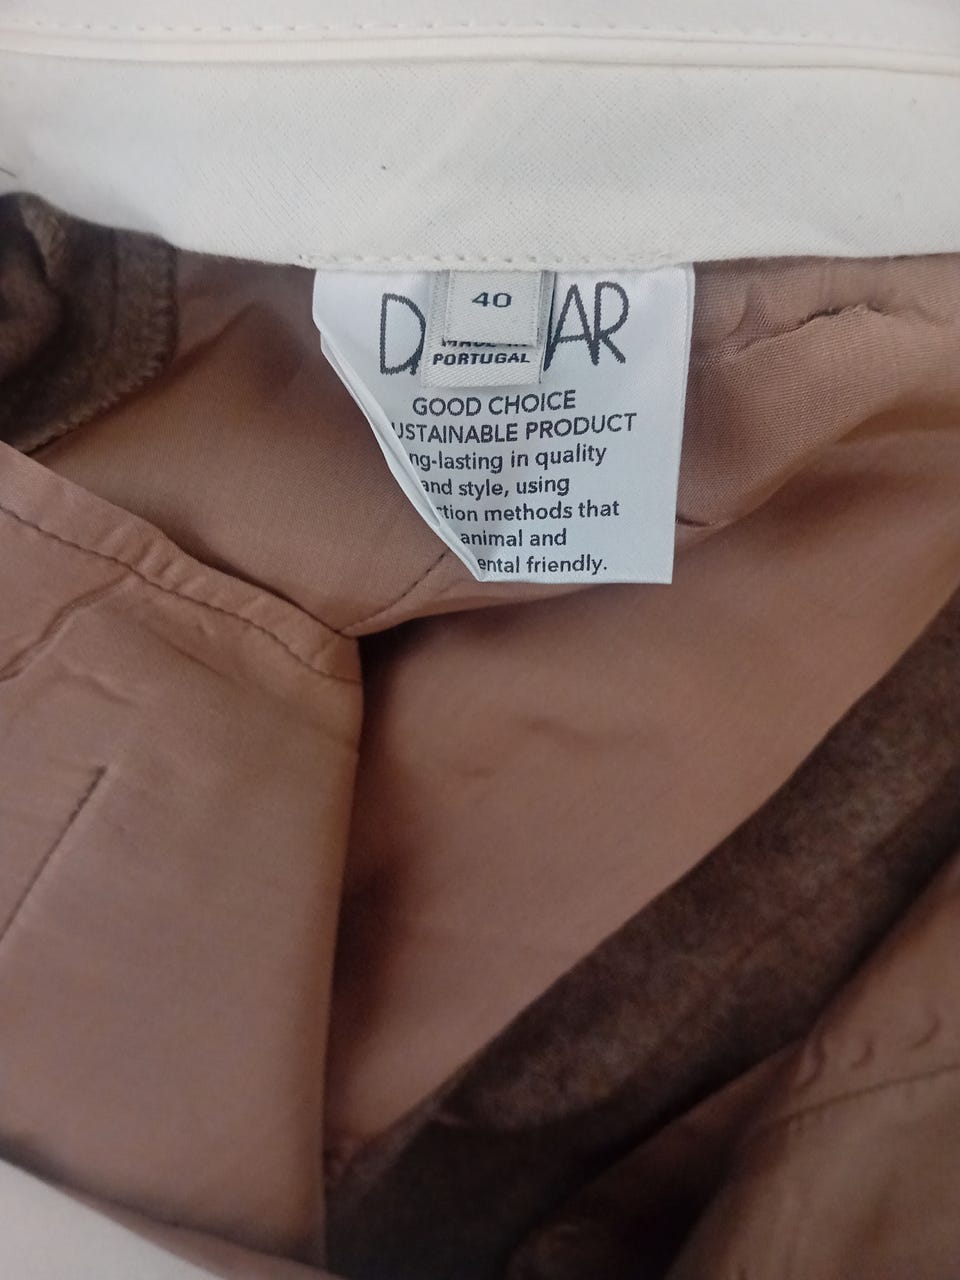 40
PORTUGAL
GOOD CHOICE
USTAINABLE PRODUCT
ng-lasting in quality
and style, using
ction methods that
animal and
ental friendly.